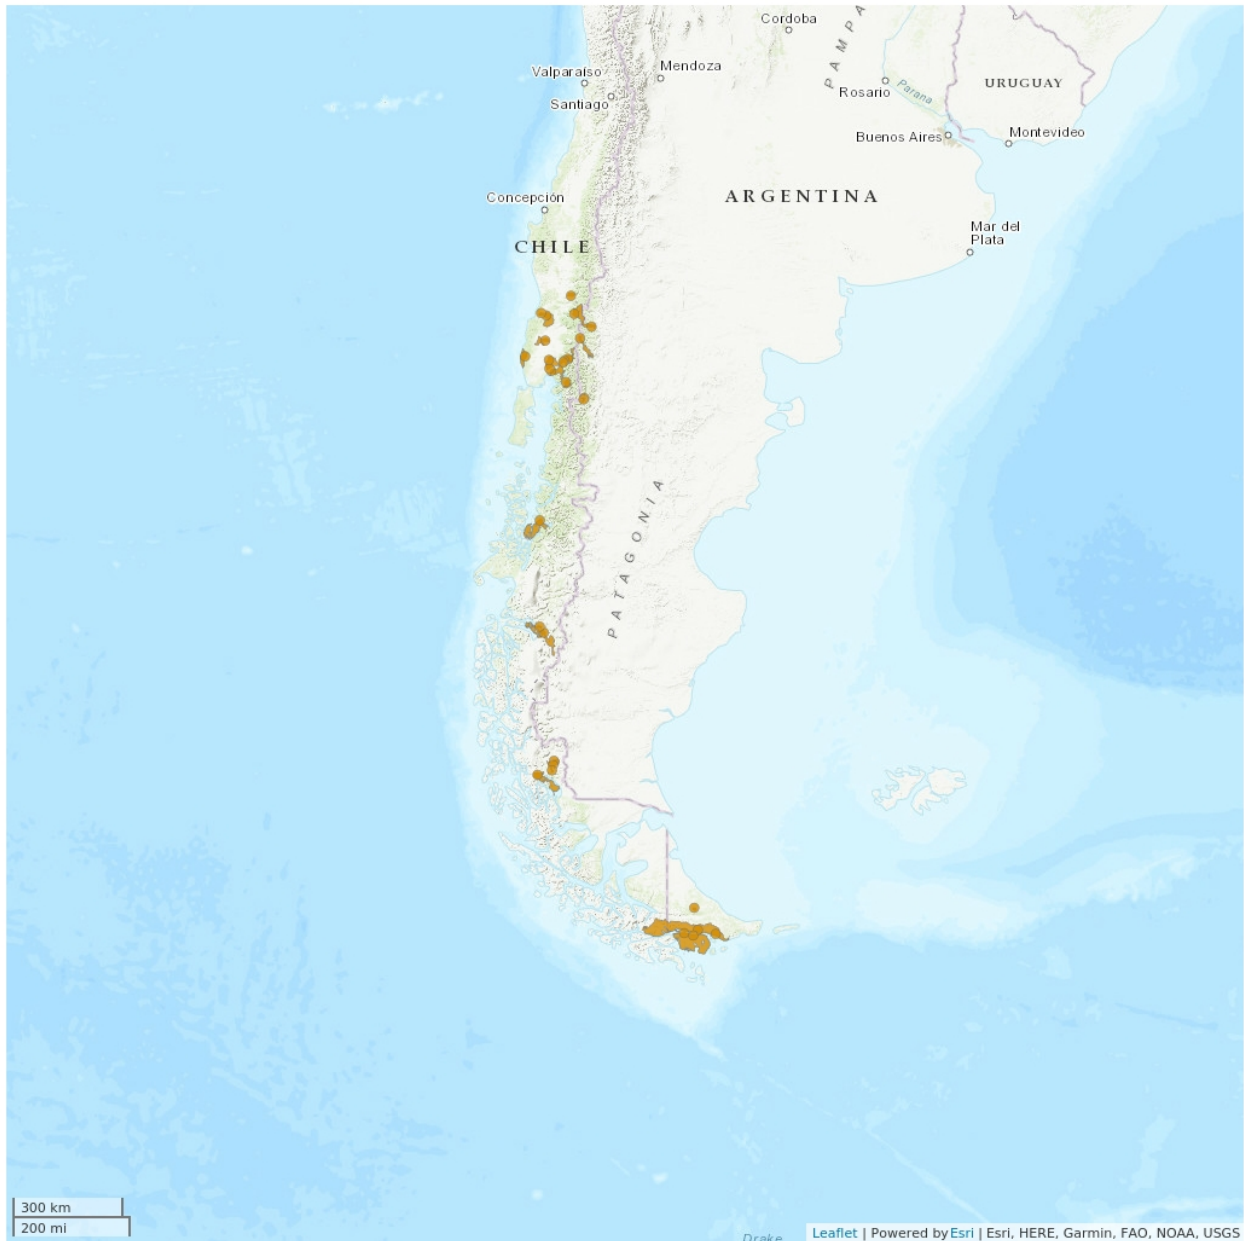 Cordoba
PAMPA
Valparaíso
Mendoza
Santiago
Rosario
Parana
URUGUAY
Buenos Aires
Montevideo
Concepción
ARGENTINA
Mar del
Plata
CHILE
PATAGONIA
300 km
200 mi
Drake
Leaflet | Powered by Esri | Esri, HERE, Garmin, FAO, NOAA, USGS